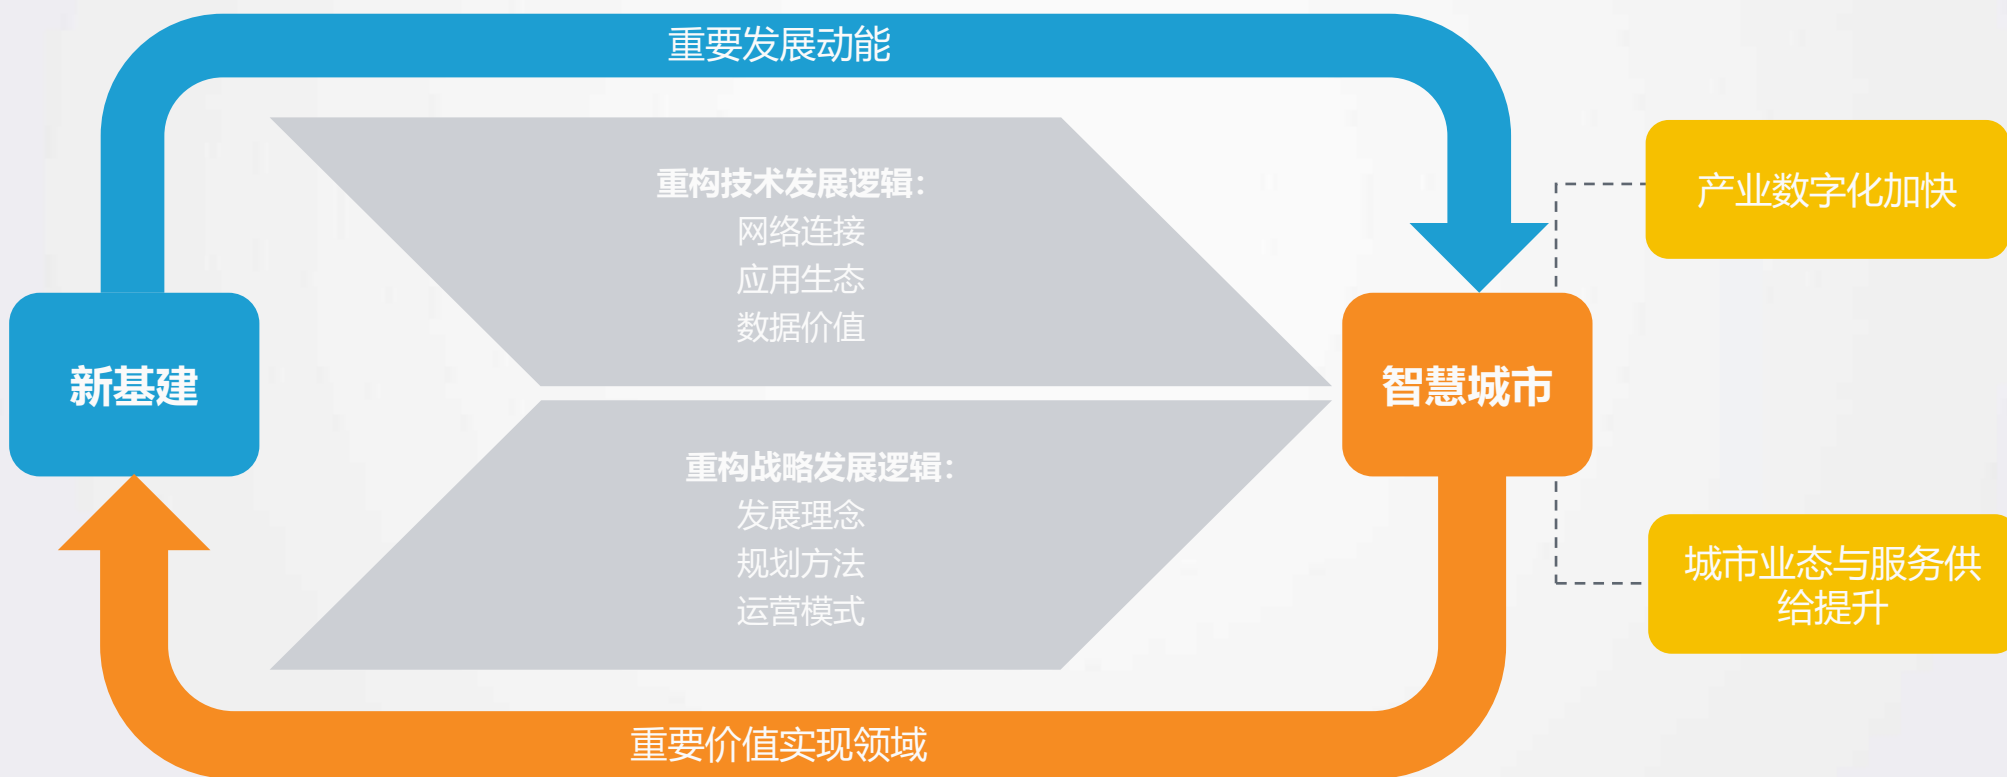 重要发展动能
重构技术发展逻辑：
网络连接
应用生态
数据价值
产业数字化加快
新基建
智慧城市
重构战略发展逻辑：
发展理念
规划方法
运营模式
城市业态与服务供
给提升
重要价值实现领域